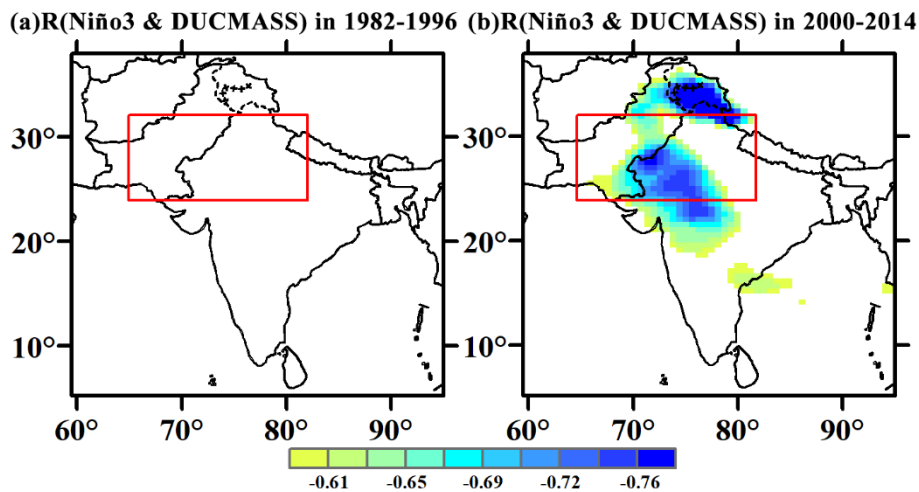 (a)R(Niño3 & DUCMASS) in 1982-1996 (b)R(Niño3 & DUCMASS) in 2000-2014
30° 30°
20° 20°
10° 10°
60° 70° 80° 90° 60° 70° 80° 90°
-0.61 -0.65 -0.69 -0.72 -0.76